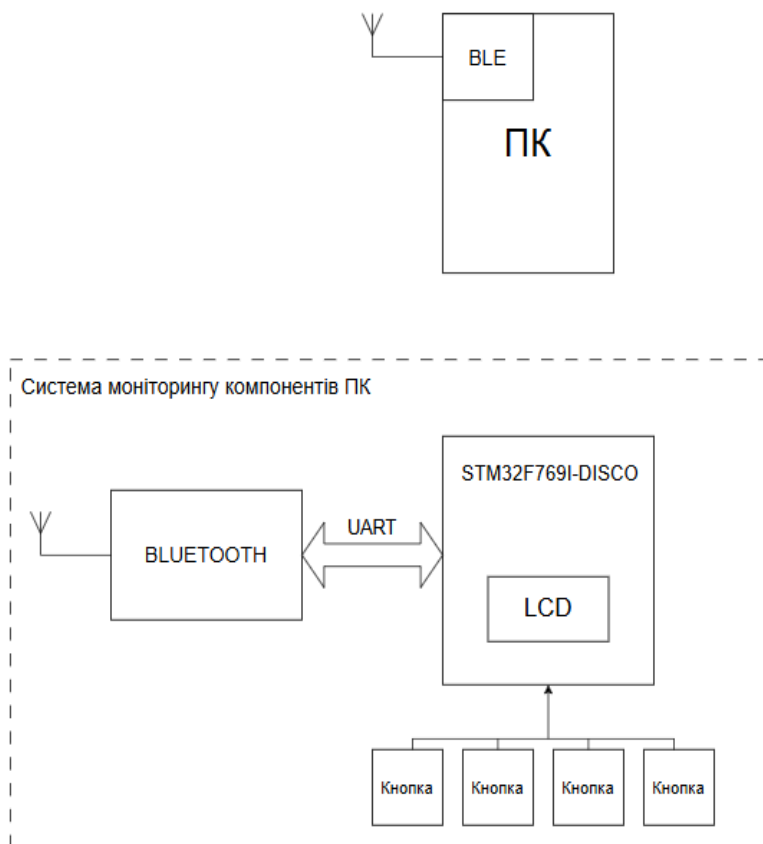 BLE
ПК
Система моніторингу компонентів ПК
STM32F769I-DISCO
UART
BLUETOOTH
LCD
Кнопка
Кнопка
Кнопка
Кнопка